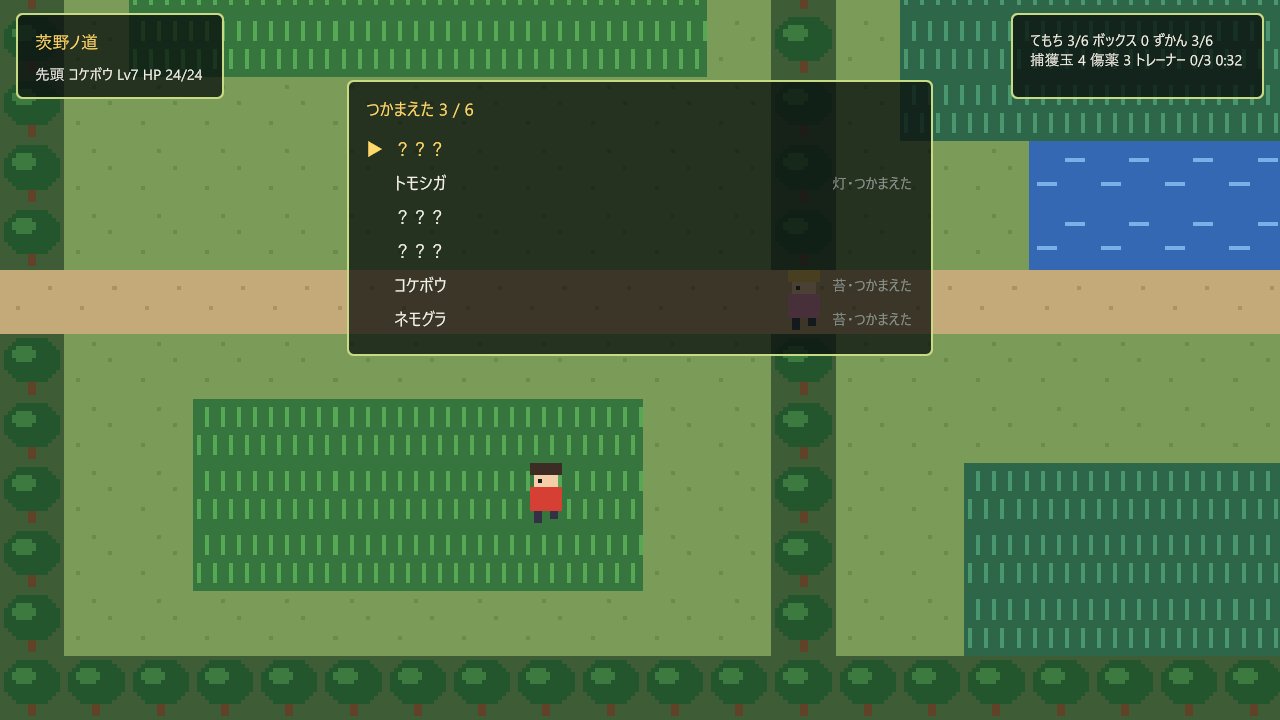 茨野ノ道
先頭 コケボウ Lv7 HP 24/24
てもち 3/6 ボックス 0 ずかん 3/6
捕獲玉 4 傷薬 3 トレーナー 0/3 0:32
つかまえた 3 / 6
▶ ？？？
トモシガ 灯・つかまえた
？？？
？？？
コケボウ 苔・つかまえた
ネモグラ 苔・つかまえた